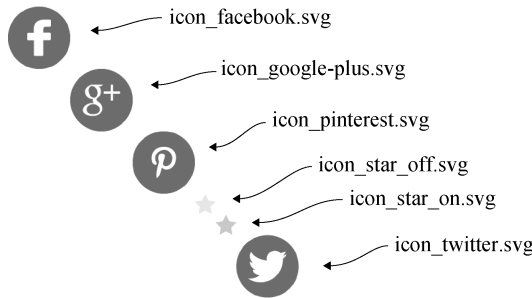 icon_facebook.svg
f
icon_google-plus.svg
g+
icon_pinterest.svg
icon_star_off.svg
icon_star_on.svg
icon_twitter.svg